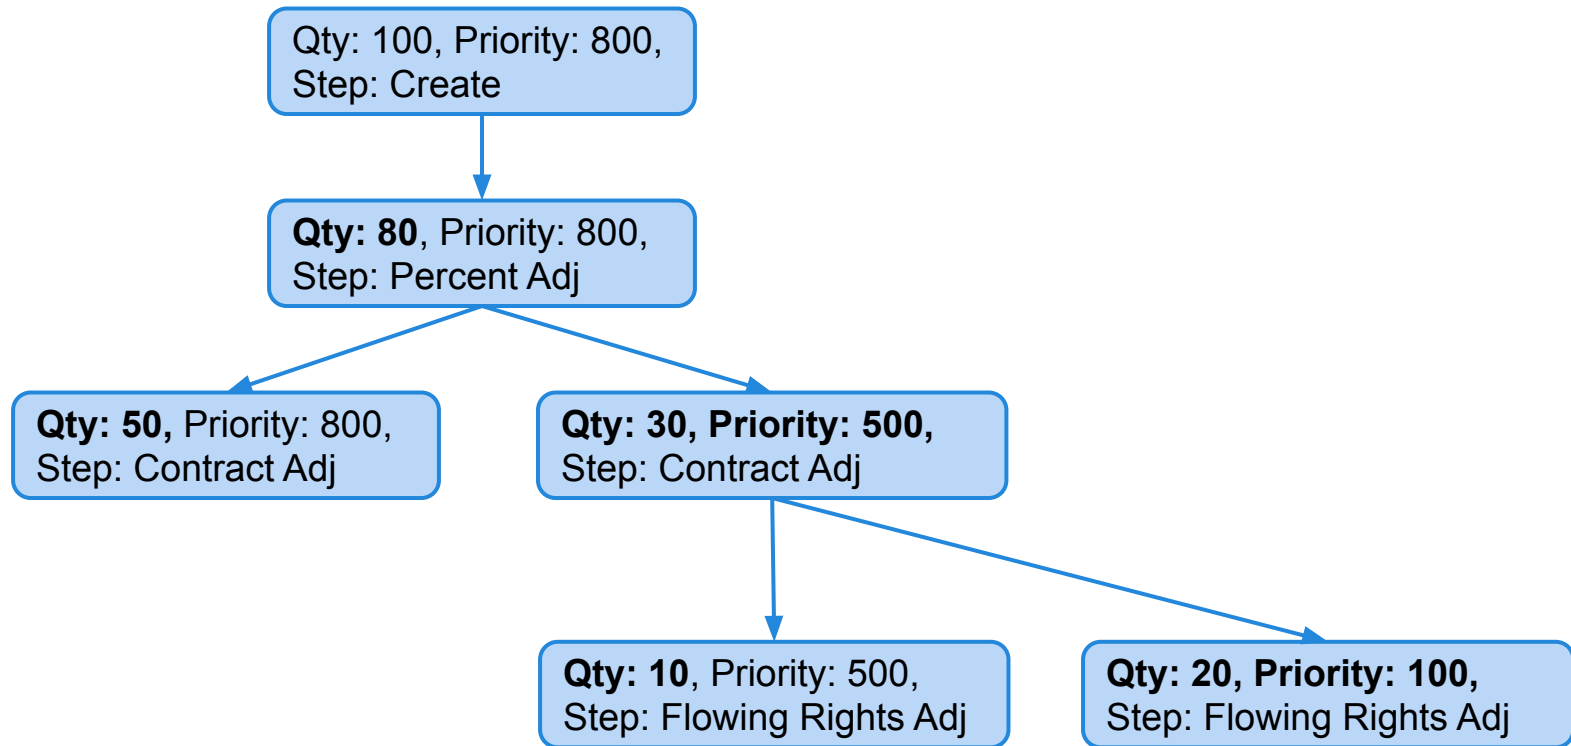 Qty: 100, Priority: 800,
Step: Create
Qty: 80, Priority: 800,
Step: Percent Adj
Qty: 50, Priority: 800,
Step: Contract Adj
Qty: 30, Priority: 500,
Step: Contract Adj
Qty: 10, Priority: 500,
Step: Flowing Rights Adj
Qty: 20, Priority: 100,
Step: Flowing Rights Adj